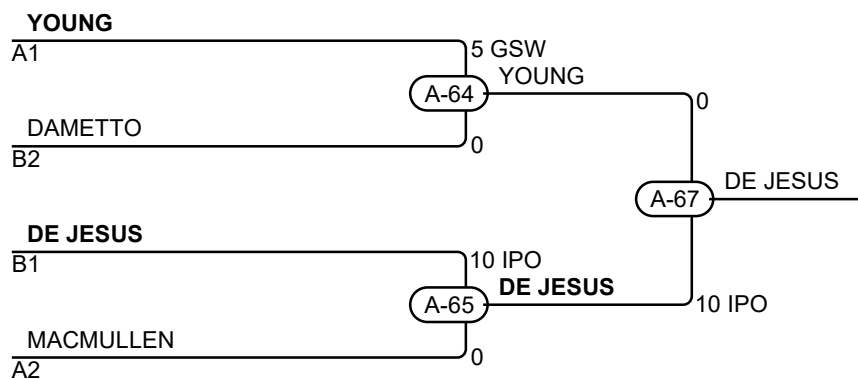 YOUNG
A1
5 GSW
A-64
YOUNG
DAMETTO
B2
0
0
A-67
DE JESUS
DE JESUS
B1
10 IPO
A-65
DE JESUS
10 IPO
MACMULLEN
A2
0